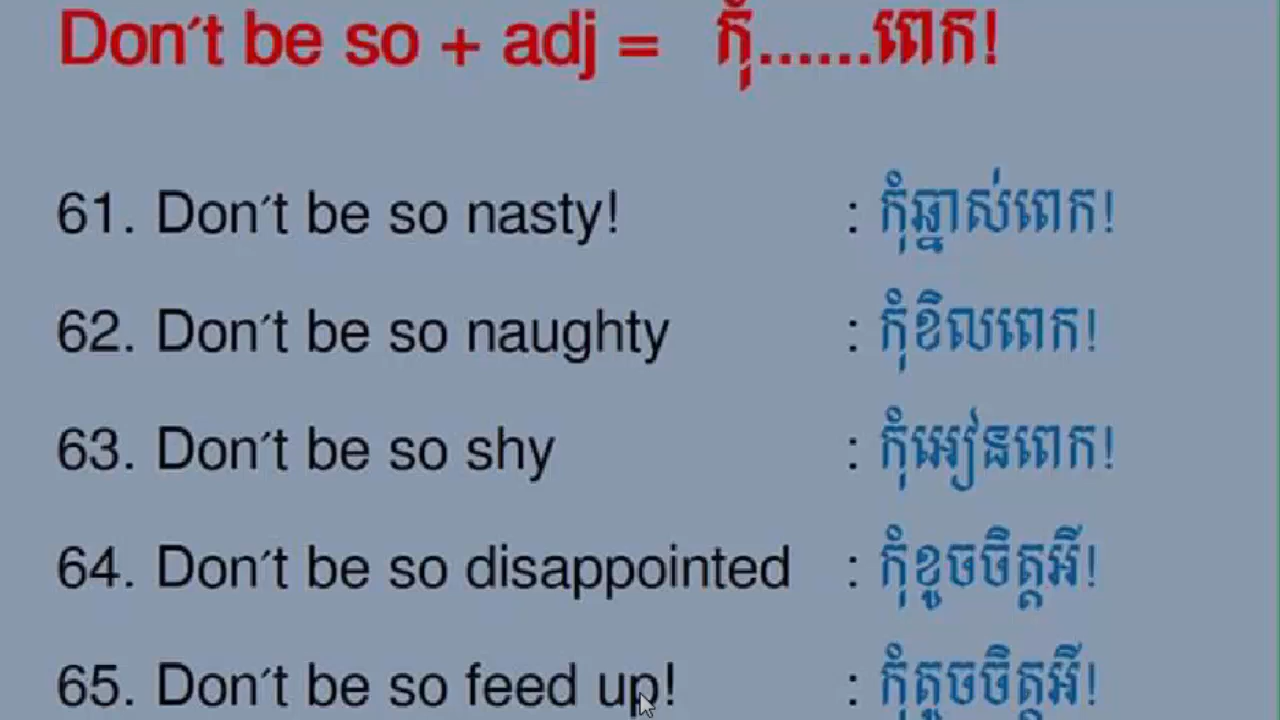 Don´t be so + adj = កុំ......ពេក!
61. Don´t be so nasty! : កុំឆ្នាស់ពេក!
62. Don´t be so naughty : កុំខិលពេក!
63. Don´t be so shy : កុំអៀនពេក!
64. Don´t be so disappointed : កុំខូចចិត្តអី!
65. Don´t be so feed up! : កុំតូចចិត្តអី!